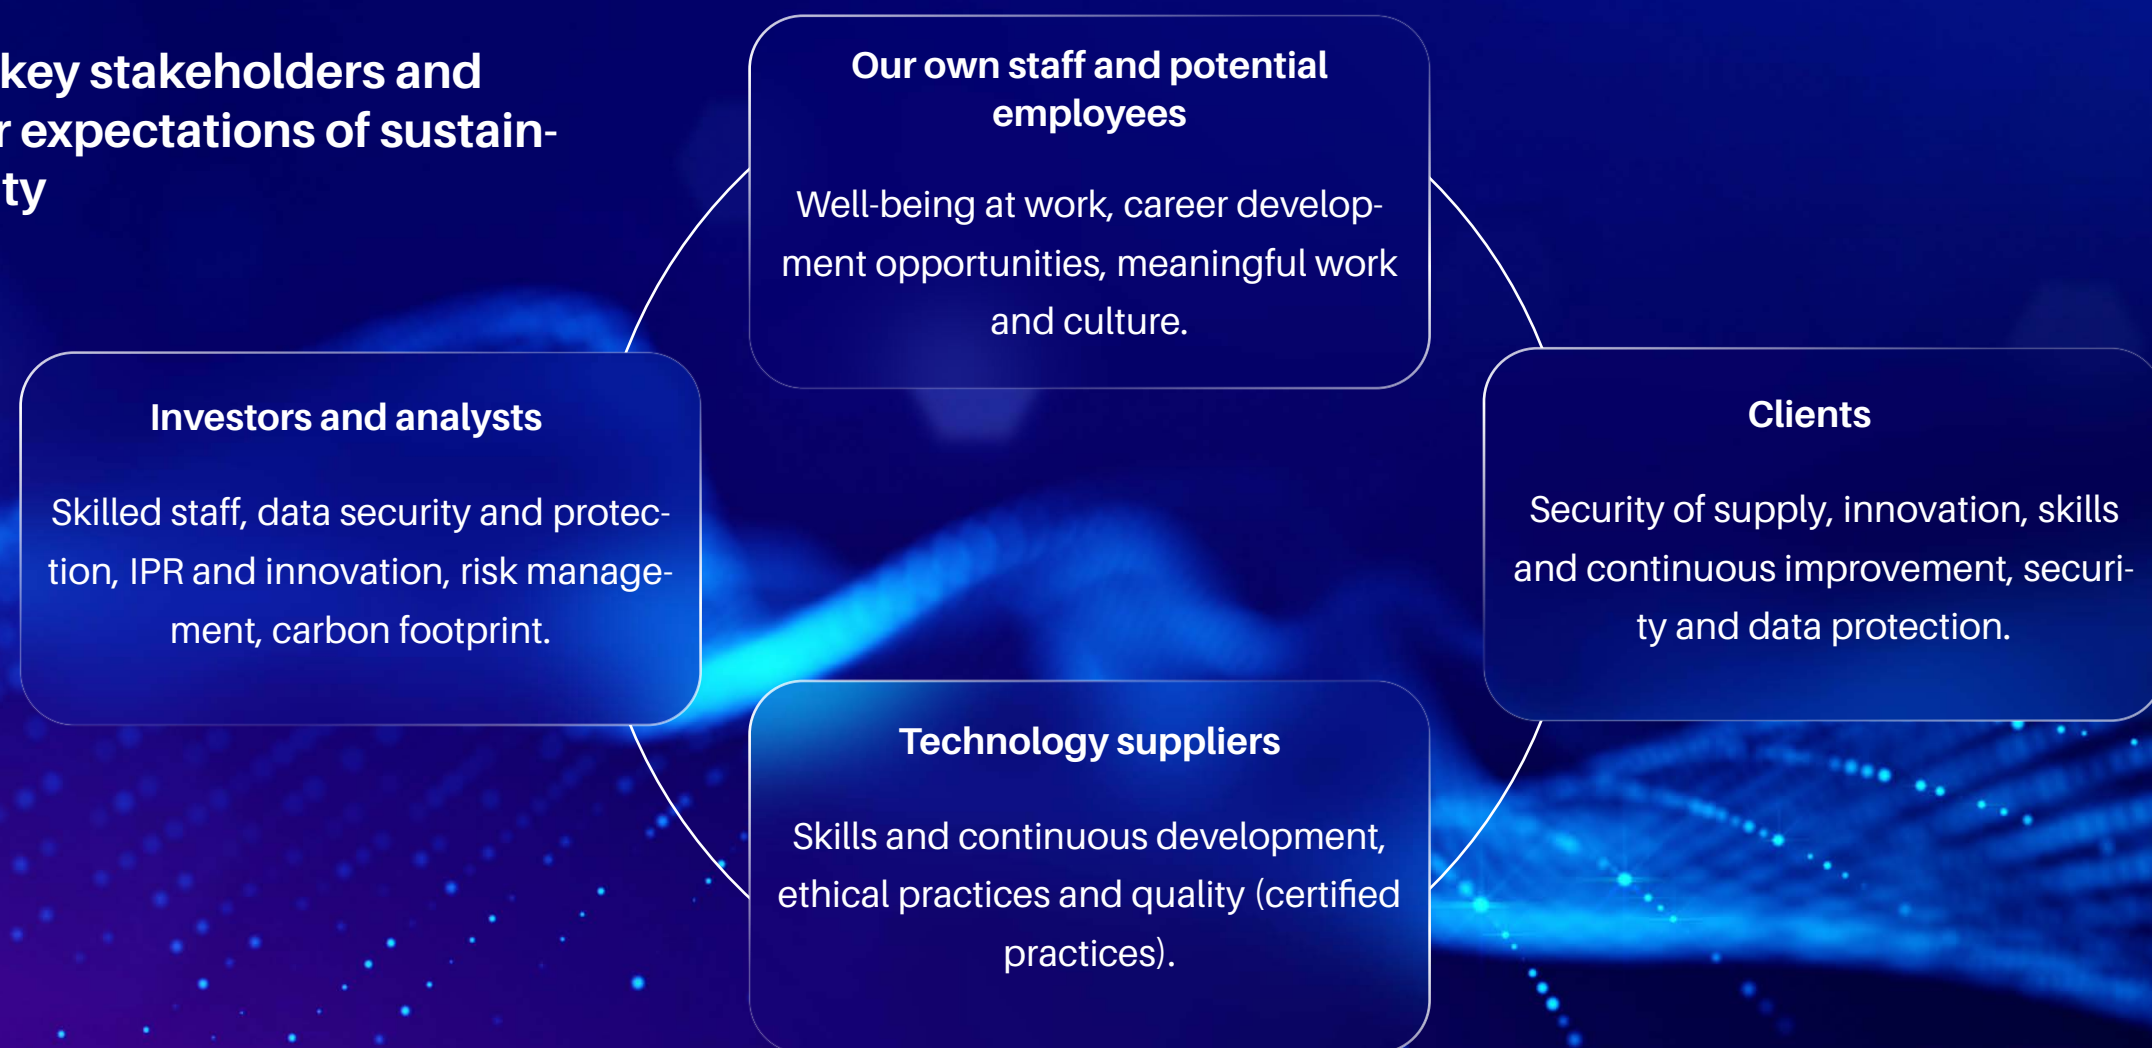 key stakeholders and
r expectations of sustain-
ty
Our own staff and potential
employees
Well-being at work, career develop-
ment opportunities, meaningful work
and culture.
Investors and analysts
Skilled staff, data security and protec-
tion, IPR and innovation, risk manage-
ment, carbon footprint.
Clients
Security of supply, innovation, skills
and continuous improvement, securi-
ty and data protection.
Technology suppliers
Skills and continuous development,
ethical practices and quality (certified
practices).